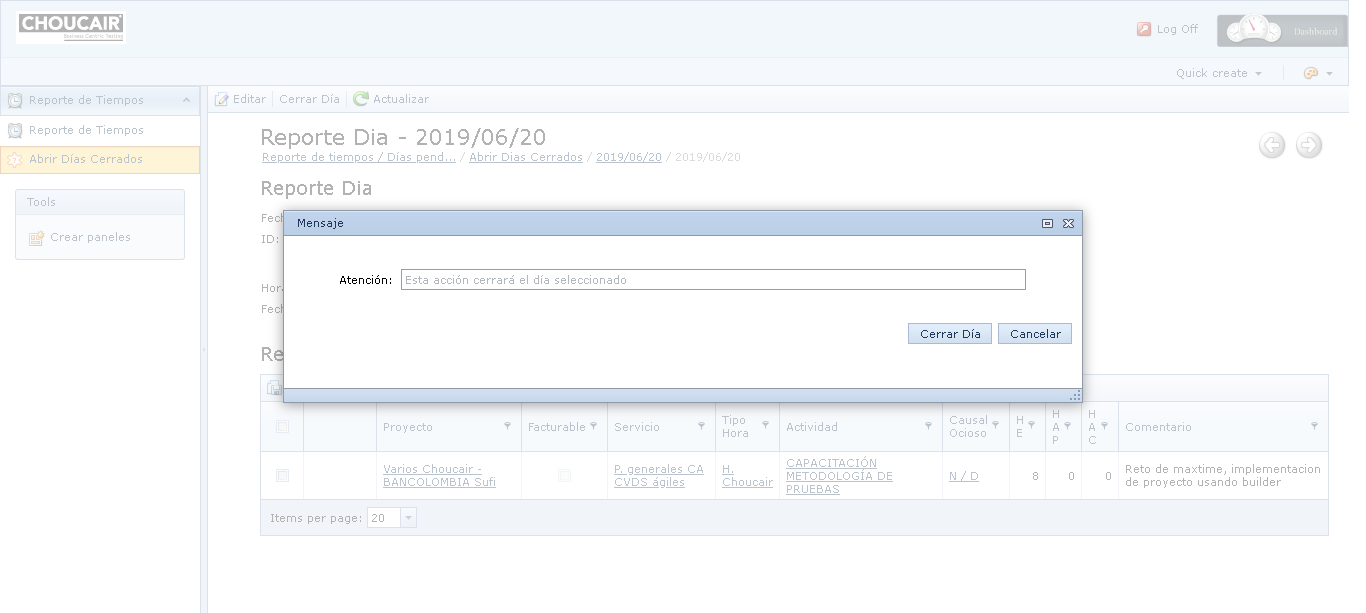 CHOUCAIR
Business Centric Testing
Log Off
Dashboard
Quick create
Reporte de Tiempos
Editar
Cerrar Día
Actualizar
Reporte de Tiempos
Abrir Días Cerrados
Tools
Crear paneles
Reporte Dia - 2019/06/20
Reporte de tiempos / Días pend... / Abrir Dias Cerrados / 2019/06/20 / 2019/06/20
Reporte Dia
Fech
ID:
Hora
Fech
Re
Mensaje
Atención: Esta acción cerrará el día seleccionado
Cerrar Día Cancelar
Proyecto
Facturable
Servicio
Tipo
Hora
Actividad
Causal
Ocioso
H
E
H
A
P
H
A
C
Comentario
Varios Choucair -
BANCOLOMBIA Sufi
P. generales CA
CVDS ágiles
H.
Choucair
CAPACITACIÓN
METODOLOGÍA DE
PRUEBAS
N / D
8
0
0
Reto de maxtime, implementacion
de proyecto usando builder
Items per page: 20